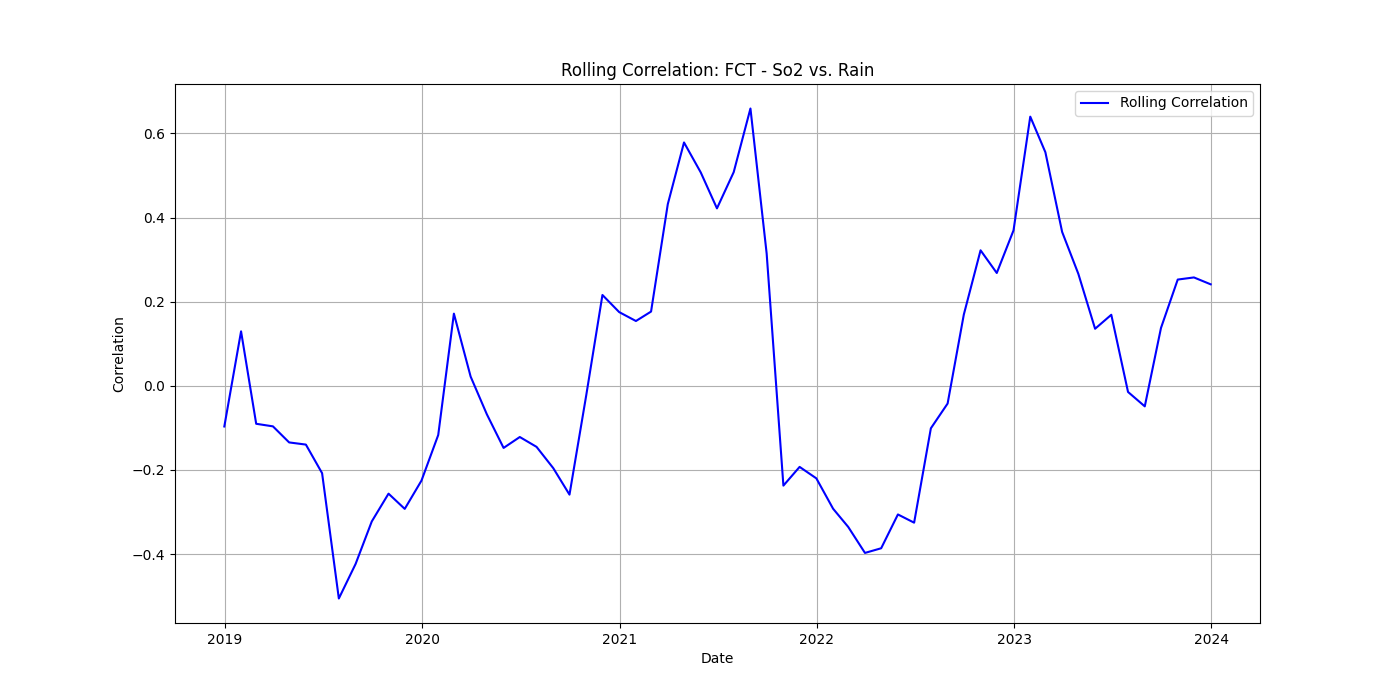 Rolling Correlation: FCT - So2 vs. Rain
Rolling Correlation
0.6
0.4
0.2
0.0
−0.2
−0.4
Correlation
2019 2020 2021 2022 2023 2024
Date